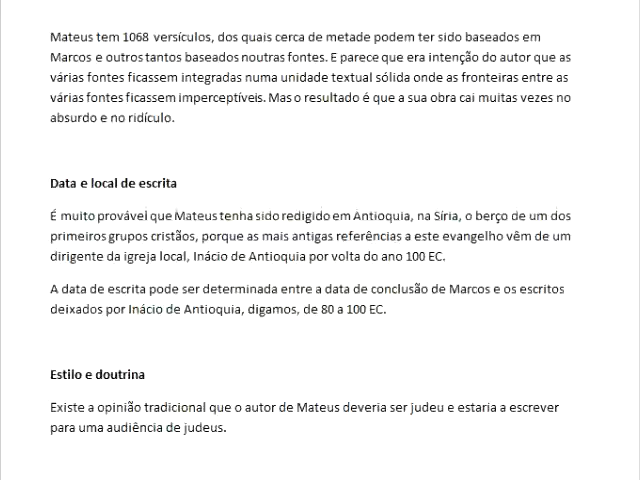 Mateus tem 1068 versículos, dos quais cerca de metade podem ter sido baseados em
Marcos e outros tantos baseados noutras fontes. E parece que era intenção do autor que as
várias fontes ficassem integradas numa unidade textual sólida onde as fronteiras entre as
várias fontes ficassem imperceptíveis. Mas o resultado é que a sua obra cai muitas vezes no
absurdo e no ridículo.
Data e local de escrita
É muito provável que Mateus tenha sido redigido em Antioquia, na Síria, o berço de um dos
primeiros grupos cristãos, porque as mais antigas referências a este evangelho vêm de um
dirigente da igreja local, Inácio de Antioquia por volta do ano 100 EC.
A data de escrita pode ser determinada entre a data de conclusão de Marcos e os escritos
deixados por Inácio de Antioquia, digamos, de 80 a 100 EC.
Estilo e doutrina
Existe a opinião tradicional que o autor de Mateus deveria ser judeu e estaria a escrever
para uma audiência de judeus.